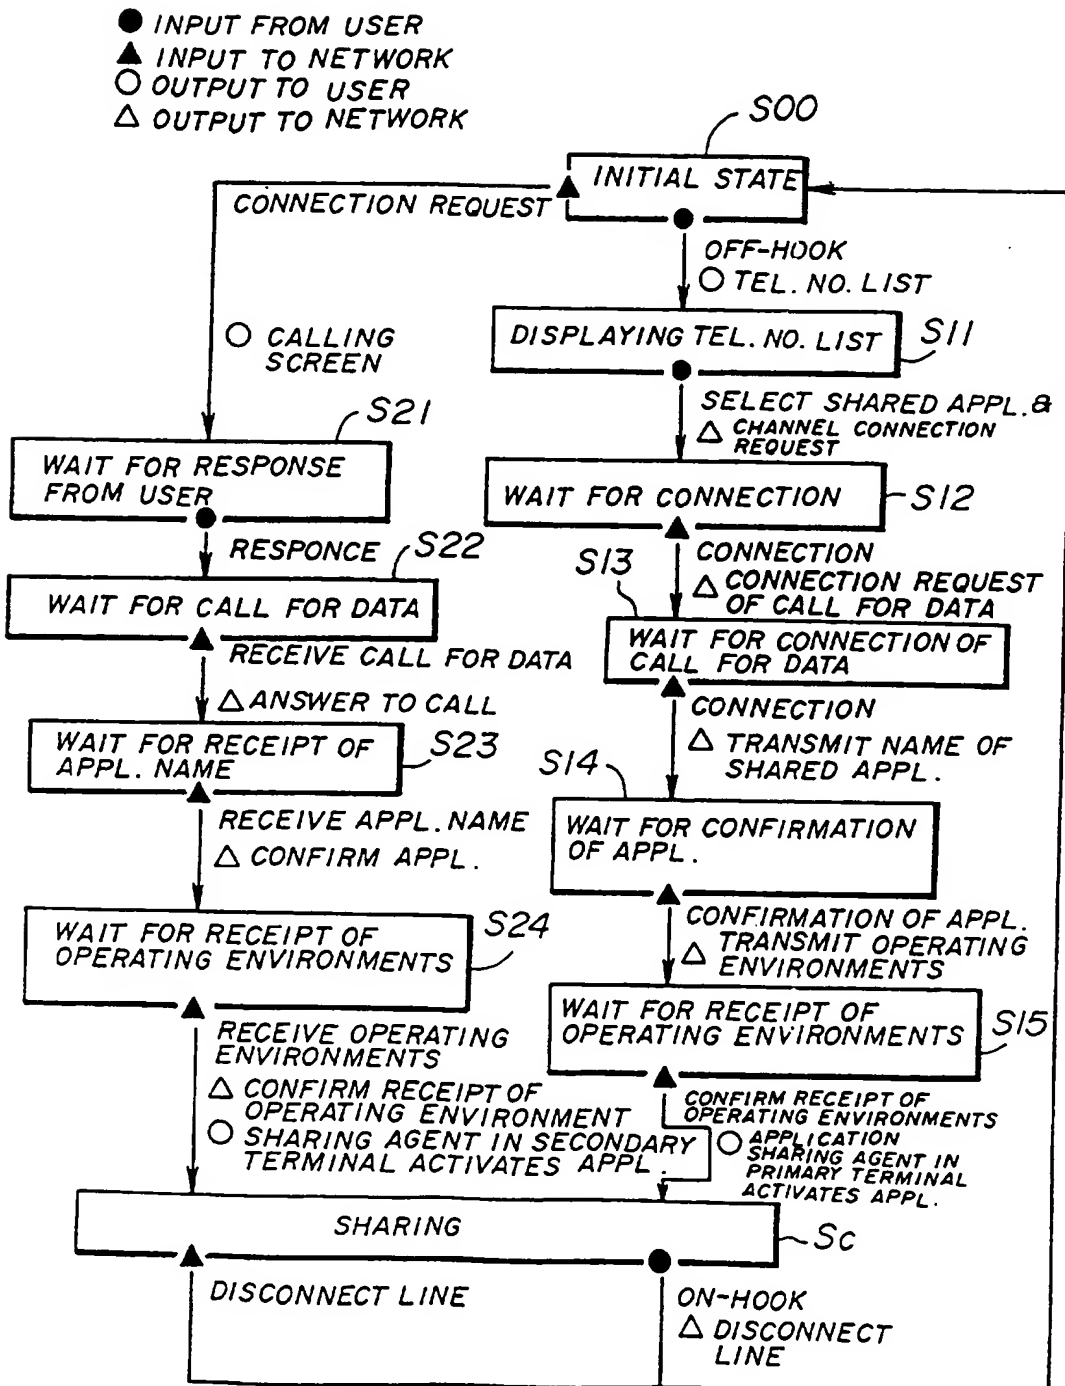 ● INPUT FROM USER
▲ INPUT TO NETWORK
○ OUTPUT TO USER
△ OUTPUT TO NETWORK
S00
INITIAL STATE
CONNECTION REQUEST
OFF-HOOK
○ TEL. NO. LIST
DISPLAYING TEL. NO. LIST
S11
○ CALLING
SCREEN
SELECT SHARED APPL. &
△ CHANNEL CONNECTION
REQUEST
S21
WAIT FOR RESPONSE
FROM USER
WAIT FOR CONNECTION
S12
RESPONCE
S22
WAIT FOR CALL FOR DATA
CONNECTION
△ CONNECTION REQUEST
OF CALL FOR DATA
S13
WAIT FOR CONNECTION OF
CALL FOR DATA
RECEIVE CALL FOR DATA
△ ANSWER TO CALL
CONNECTION
△ TRANSMIT NAME OF
SHARED APPL.
WAIT FOR RECEIPT OF
APPL. NAME
S23
S14
WAIT FOR CONFIRMATION
OF APPL.
RECEIVE APPL. NAME
△ CONFIRM APPL.
CONFIRMATION OF APPL.
△ TRANSMIT OPERATING
ENVIRONMENTS
WAIT FOR RECEIPT OF
OPERATING ENVIRONMENTS
S24
WAIT FOR RECEIPT OF
OPERATING ENVIRONMENTS
S15
RECEIVE OPERATING
ENVIRONMENTS
△ CONFIRM RECEIPT OF
OPERATING ENVIRONMENT
○ SHARING AGENT IN SECONDARY
TERMINAL ACTIVATES APPL.
CONFIRM RECEIPT OF
OPERATING ENVIRONMENTS
○ APPLICATION
SHARING AGENT IN
PRIMARY TERMINAL
ACTIVATES APPL.
SHARING
Sc
DISCONNECT LINE
ON-HOOK
△ DISCONNECT
LINE